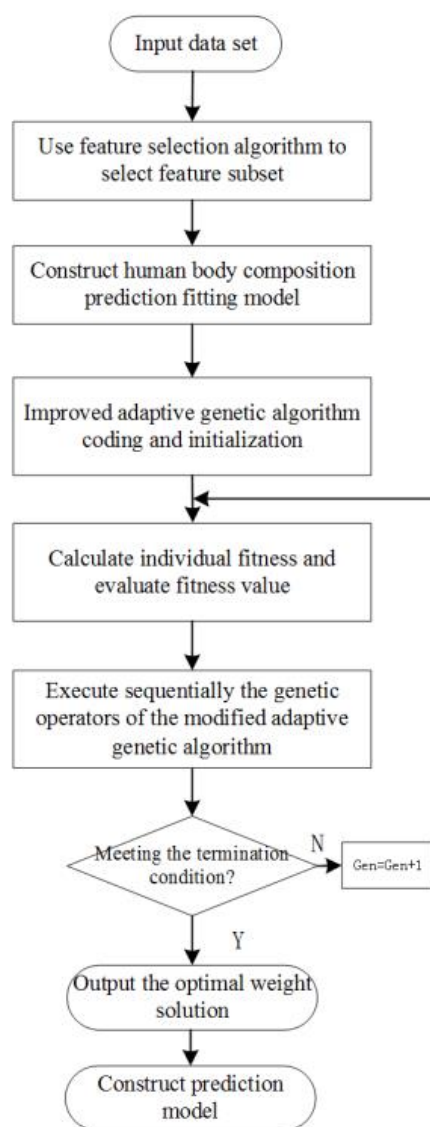 Input data set
Use feature selection algorithm to
select feature subset
Construct human body composition
prediction fitting model
Improved adaptive genetic algorithm
coding and initialization
Calculate individual fitness and
evaluate fitness value
Execute sequentially the genetic
operators of the modified adaptive
genetic algorithm
Meeting the termination
condition?
N
Gen=Gen+1
Y
Output the optimal weight
solution
Construct prediction
model